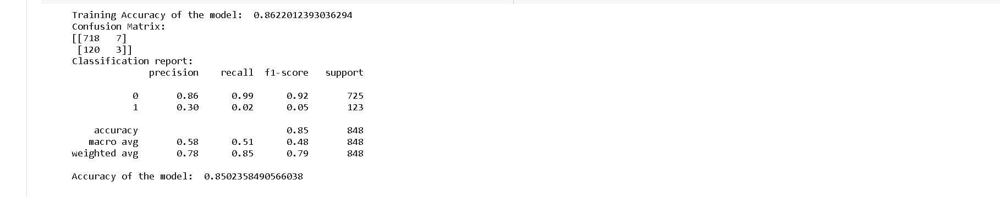 Training Accuracy of the model:  0.8622012393036294
Confusion Matrix:
[[718   7]
 [120   3]]
Classification report:
              precision    recall  f1-score   support

           0       0.86      0.99      0.92       725
           1       0.30      0.02      0.05       123

    accuracy                           0.85       848
   macro avg       0.58      0.51      0.48       848
weighted avg       0.78      0.85      0.79       848

Accuracy of the model:  0.8502358490566038